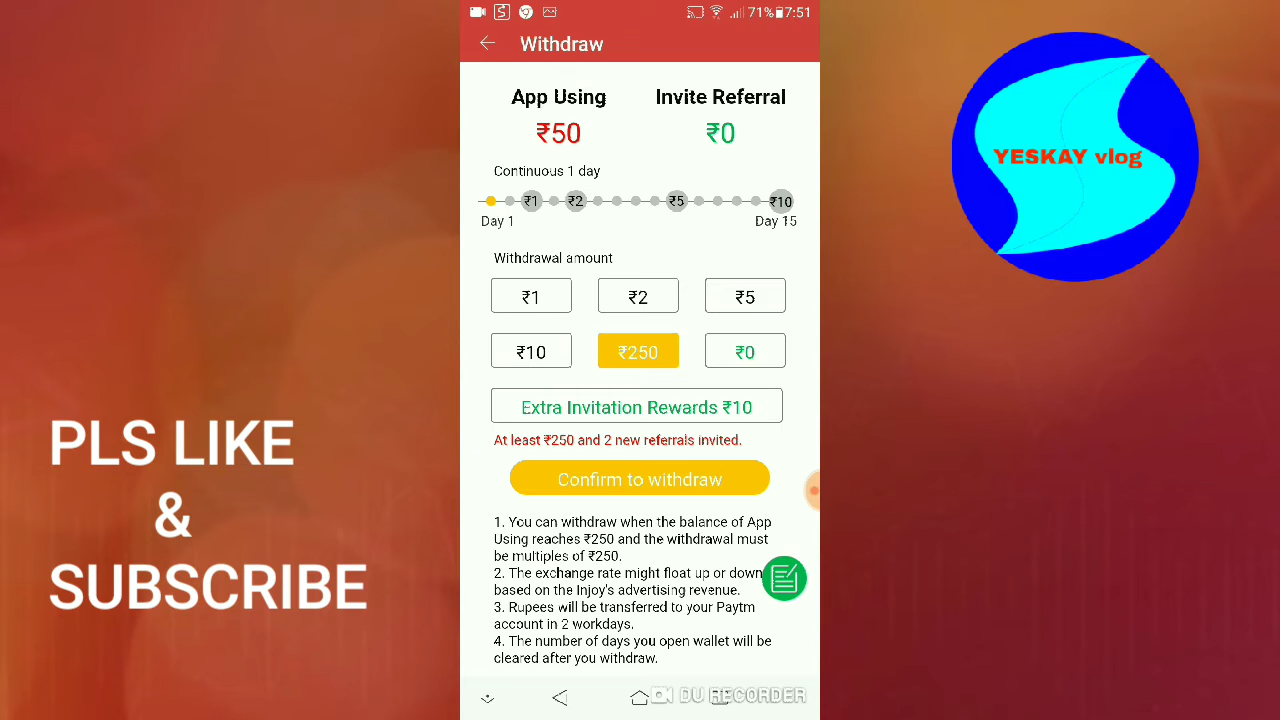 71% 7:51
Withdraw
App Using
Invite Referral
₹50
₹0
Continuous 1 day
₹1
₹2
₹5
₹10
Day 1
Day 15
Withdrawal amount
₹1
₹2
₹5
₹10
₹250
₹0
Extra Invitation Rewards ₹10
At least ₹250 and 2 new referrals invited.
Confirm to withdraw
1. You can withdraw when the balance of App
Using reaches ₹250 and the withdrawal must
be multiples of ₹250.
2. The exchange rate might float up or down
based on the Injoy's advertising revenue.
3. Rupees will be transferred to your Paytm
account in 2 workdays.
4. The number of days you open wallet will be
cleared after you withdraw.
DU RECORDER
PLS LIKE
&
SUBSCRIBE
YESKAY vlog